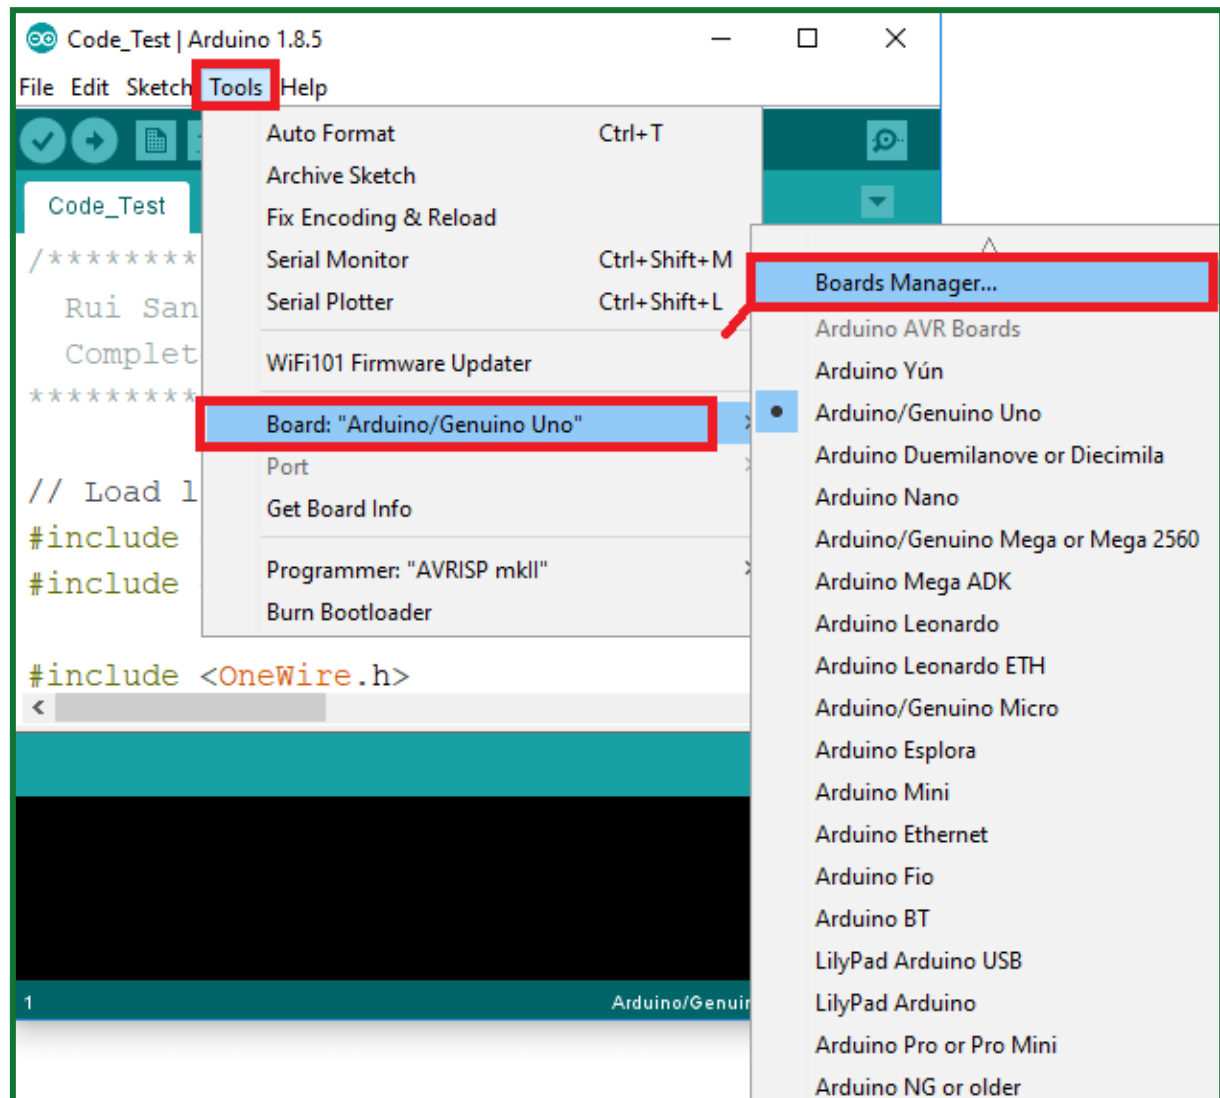 Code_Test | Arduino 1.8.5
File Edit Sketch Tools Help
Auto Format Ctrl+T
Archive Sketch
Fix Encoding & Reload
Serial Monitor Ctrl+Shift+M
Serial Plotter Ctrl+Shift+L
WiFi101 Firmware Updater
Board: "Arduino/Genuino Uno"
Port
Get Board Info
Programmer: "AVRISP mkII"
Burn Bootloader
Code_Test
/********
Rui San
Complet
*********
// Load l
#include
#include
#include <OneWire.h>
1 Arduino/Genuin
Boards Manager...
Arduino AVR Boards
Arduino Yún
Arduino/Genuino Uno
Arduino Duemilanove or Diecimila
Arduino Nano
Arduino/Genuino Mega or Mega 2560
Arduino Mega ADK
Arduino Leonardo
Arduino Leonardo ETH
Arduino/Genuino Micro
Arduino Esplora
Arduino Mini
Arduino Ethernet
Arduino Fio
Arduino BT
LilyPad Arduino USB
LilyPad Arduino
Arduino Pro or Pro Mini
Arduino NG or older